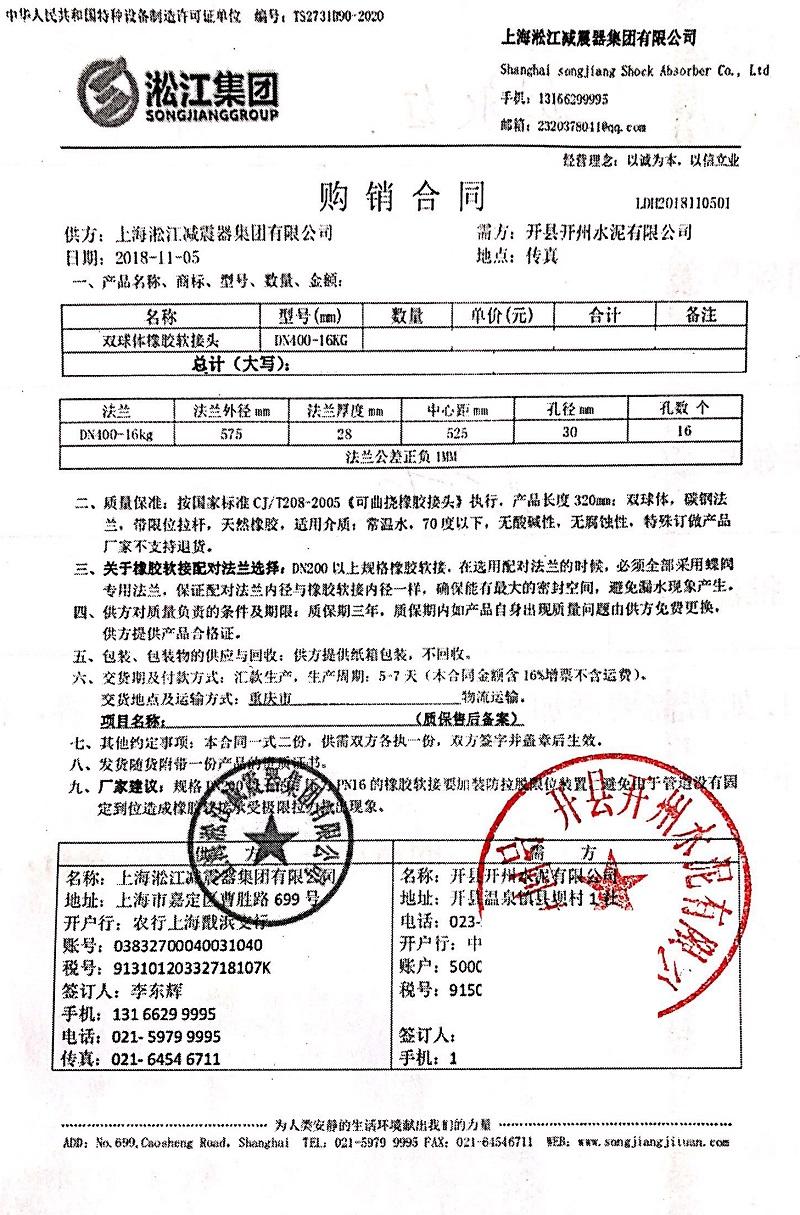 中华人民共和国特种设备制造许可证单位 编号：TS2731B90-2020
上海淞江减震器集团有限公司
Shanghai songjiang Shock Absorber Co., Ltd
手机：13166299995
邮箱：2320378041@qq.com
淞江集团
SONGJIANGGROUP
经营理念：以诚为本，以信立业
购销合同
LDH2018110501
供方：上海淞江减震器集团有限公司 需方：开县开州水泥有限公司
日期：2018-11-05 地点：传真
一、产品名称、商标、型号、数量、金额：
名称 型号(mm) 数量 单价(元) 合计 备注
双球体橡胶软接头 DN400-16KG
总计（大写）：
法兰 法兰外径 mm 法兰厚度 mm 中心距 mm 孔径 mm 孔数 个
DN400-16kg 575 28 525 30 16
法兰公差正负 1MM
二、质量保准：按国家标准 CJ/T208-2005《可曲挠橡胶接头》执行，产品长度 320mm；双球体，碳钢法
兰，带限位拉杆，天然橡胶，适用介质：常温水，70 度以下，无酸碱性，无腐蚀性，特殊订做产品
厂家不支持退货。
三、关于橡胶软接配对法兰选择：DN200 以上规格橡胶软接，在选用配对法兰的时候，必须全部采用蝶阀
专用法兰，保证配对法兰内径与橡胶软接内径一样，确保能有最大的密封空间，避免漏水现象产生。
四、供方对质量负责的条件及期限：质保期三年，质保期内如产品自身出现质量问题由供方免费更换，
供方提供产品合格证。
五、包装、包装物的供应与回收：供方提供纸箱包装，不回收。
六、交货期及付款方式：汇款生产，生产周期：5-7 天（本合同金额含 16%增票不含运费）。
交货地点及运输方式：重庆市 物流运输。
项目名称： （质保售后备案）
七、其他约定事项：本合同一式二份，供需双方各执一份，双方签字并盖章后生效。
八、发货随货附带一份产品的资质证书。
九、厂家建议：规格 DN200 PN16 的橡胶软接要加装防拉脱限位装置，避免由于管道没有固
定到位造成橡胶软接承受极限拉力拉出现象。
供 方 需 方
名称：上海淞江减震器集团有限公司 名称：开县开州水泥有限公司
地址：上海市嘉定区曹胜路 699 号 地址：开县温泉镇县坝村 1 社
开户行：农行上海戬浜支行 电话：023-
账号：03832700040031040 开户行：中
税号：91310120332718107K 账户：5000
签订人：李东辉 税号：9150
手机：131 6629 9995 签订人：
电话：021- 5979 9995 手机：1
传真：021- 6454 6711
开县开州水泥有限公
为人类安静的生活环境献出我们的力量
ADD：No.699,Caosheng Road, Shanghai TEL：021-5979 9995 FAX：021-64546711 WEB：www.songjiangjituan.com